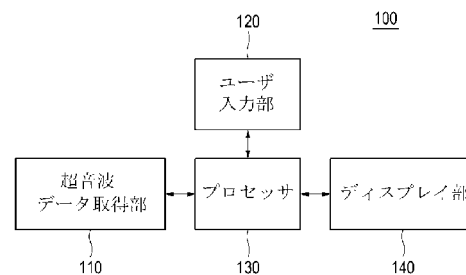 120
100
ユーザ
入力部
超音波
データ取得部
プロセッサ
ディスプレイ部
110
130
140